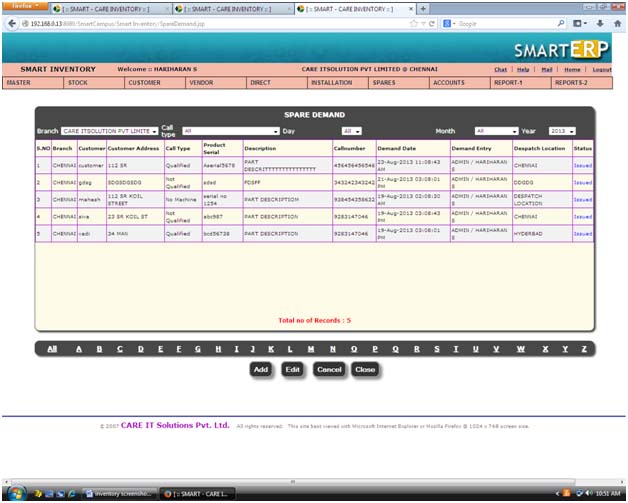 Firefox
[ :: SMART - CARE INVENTORY :: ] × [ :: SMART - CARE INVENTORY :: ] × [ :: SMART - CARE INVENTORY :: ] × +
192.168.0.13:8989/SmartCampus/Smart Inventory/SpareDemand.jsp Google
SMARTERP
SMART INVENTORY Welcome :: HARIHARAN S CARE ITSOLUTION PVT LIMITED @ CHENNAI Chat | Help | Mail | Home | Logout
MASTER STOCK CUSTOMER VENDOR DIRECT INSTALLATION SPARES ACCOUNTS REPORT-1 REPORTS-2
SPARE DEMAND
Branch CARE ITSOLUTION PVT LIMITE Call type All Day All Month All Year 2013
S.NO Branch Customer Customer Address Call Type Product Serial Description Callnumber Demand Date Demand Entry Despatch Location Status
1 CHENNAI customer 112 SR Qualified Aserial5678 PART DESCRITTTTTTTTTTTTTTTT 456456456546 23-Aug-2013 11:08:43 AM ADMIN / HARIHARAN S CHENNAI Issued
2 CHENNAI gdsg SDGSDGSDG Not Qualified sdsd FDSFF 343242343242 21-Aug-2013 03:08:01 PM ADMIN / HARIHARAN S DDGDG Issued
3 CHENNAI mahesh 112 SR KOIL STREET No Machine serial no 1254 PART DESCRIPTIOM 938454358632 19-Aug-2013 02:08:30 AM ADMIN / HARIHARAN S DESPATCH LOCATION Issued
4 CHENNAI siva 23 SR KOIL ST Not Qualified abc987 PART DESCRIPTION 9283147046 19-Aug-2013 03:08:43 PM ADMIN / HARIHARAN S CHENNAI Issued
5 CHENNAI vadi 34 MAN Qualified bcd56738 PART DESCRIPTION 9283147046 19-Aug-2013 03:08:01 PM ADMIN / HARIHARAN S HYDERBAD Issued
Total no of Records : 5
All A B C D E F G H I J K L M N O P Q R S T U V W X Y Z
Add Edit Cancel Close
© 2007 CARE IT Solutions Pvt. Ltd. All rights reserved. This site best viewed with Microsoft Internet Explorer or Mozilla Firefox @ 1024 x 768 screen size.
inventory screensho... [ :: SMART - CARE I... 10:51 AM